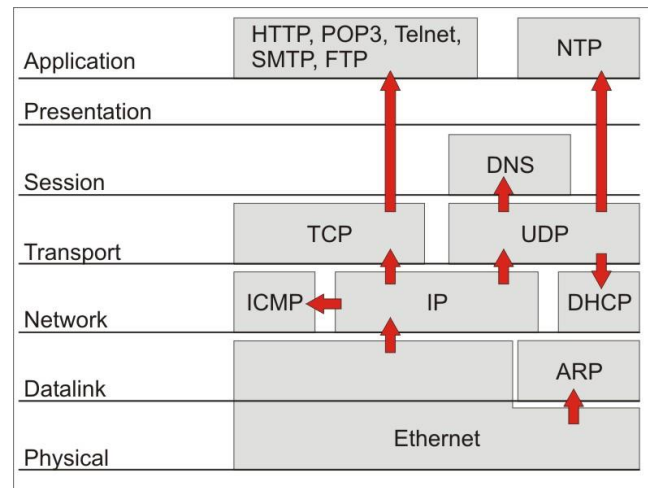 HTTP, POP3, Telnet,
SMTP, FTP
NTP
Application
Presentation
DNS
Session
TCP
UDP
Transport
ICMP
IP
DHCP
Network
ARP
Datalink
Ethernet
Physical